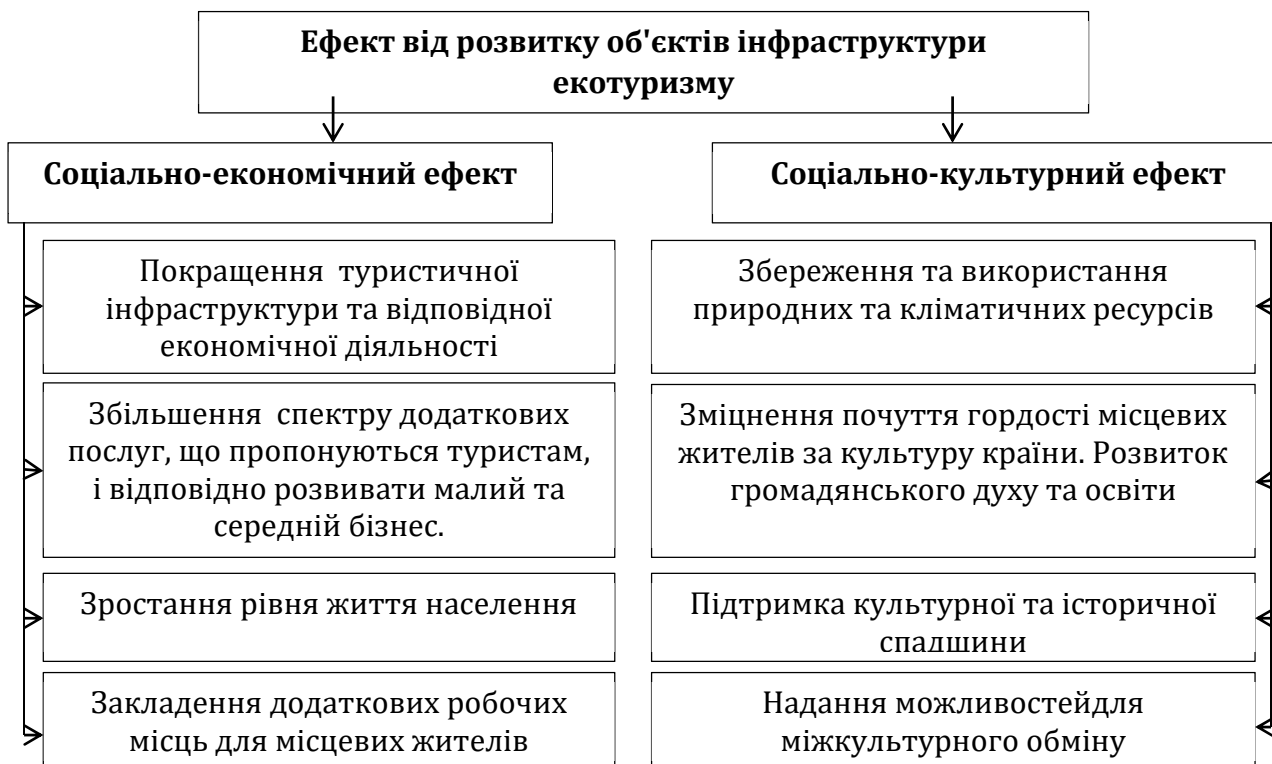 Ефект від розвитку об'єктів інфраструктури
екотуризму
Соціально-економічний ефект
Покращення туристичної
інфраструктури та відповідної
економічної діяльності
Збільшення спектру додаткових
послуг, що пропонуються туристам,
і відповідно розвивати малий та
середній бізнес.
Зростання рівня життя населення
Закладення додаткових робочих
місць для місцевих жителів
Соціально-культурний ефект
Збереження та використання
природних та кліматичних ресурсів
Зміцнення почуття гордості місцевих
жителів за культуру країни. Розвиток
громадянського духу та освіти
Підтримка культурної та історичної
спадщини
Надання можливостейдля
міжкультурного обміну